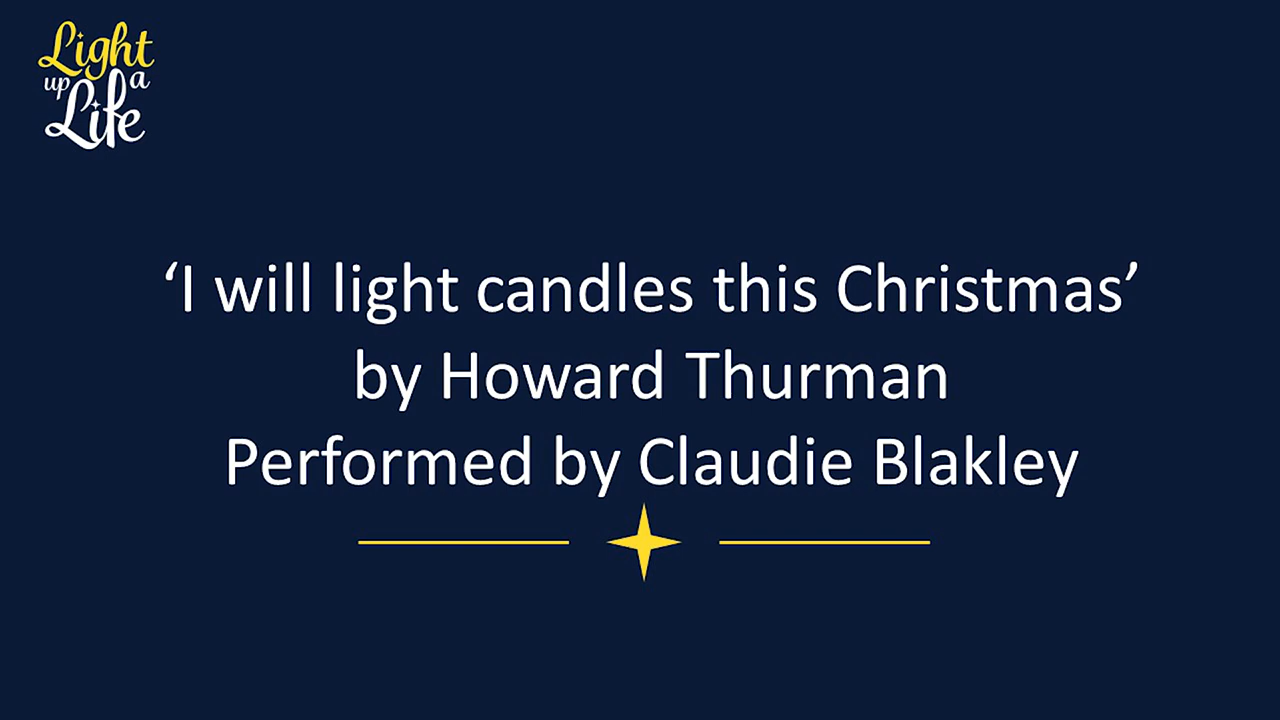 Light
up a
Life
‘I will light candles this Christmas’
by Howard Thurman
Performed by Claudie Blakley